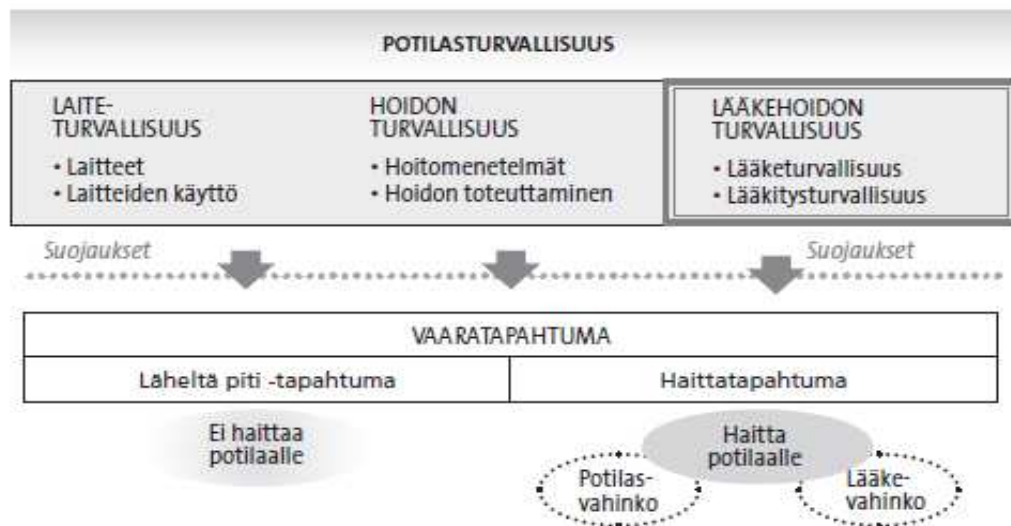 POTILASTURVALLISUUS
LAITE-
TURVALLISUUS
• Laitteet
• Laitteiden käyttö
HOIDON
TURVALLISUUS
• Hoitomenetelmät
• Hoidon toteuttaminen
LÄÄKEHOIDON
TURVALLISUUS
• Lääketurvallisuus
• Lääkitysturvallisuus
Suojaukset
Suojaukset
VAARATAPAHTUMA
Läheltä piti -tapahtuma
Haittatapahtuma
Ei haittaa
potilaalle
Haitta
potilaalle
Potilas-
vahinko
Lääke-
vahinko